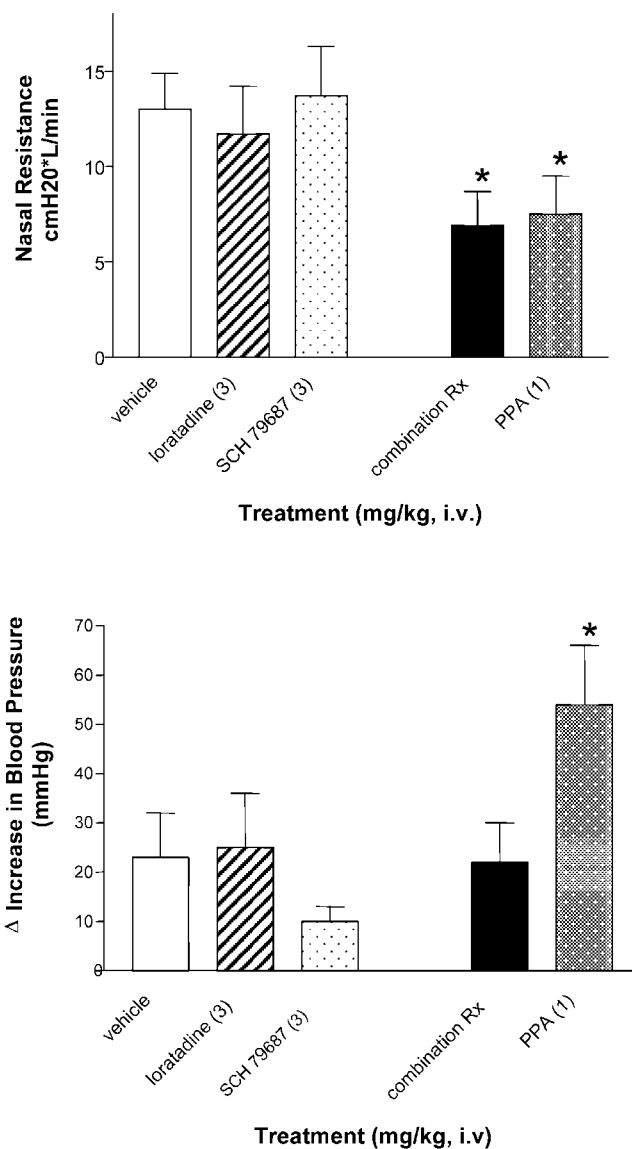 Nasal Resistance
cmH20*L/min
15
10
5
0
*
*
vehicle
loratadine (3)
SCH 79687 (3)
combination Rx
PPA (1)
Treatment (mg/kg, i.v.)
Δ Increase in Blood Pressure
(mmHg)
70
60
50
40
30
20
10
0
*
vehicle
loratadine (3)
SCH 79687 (3)
combination Rx
PPA (1)
Treatment (mg/kg, i.v)